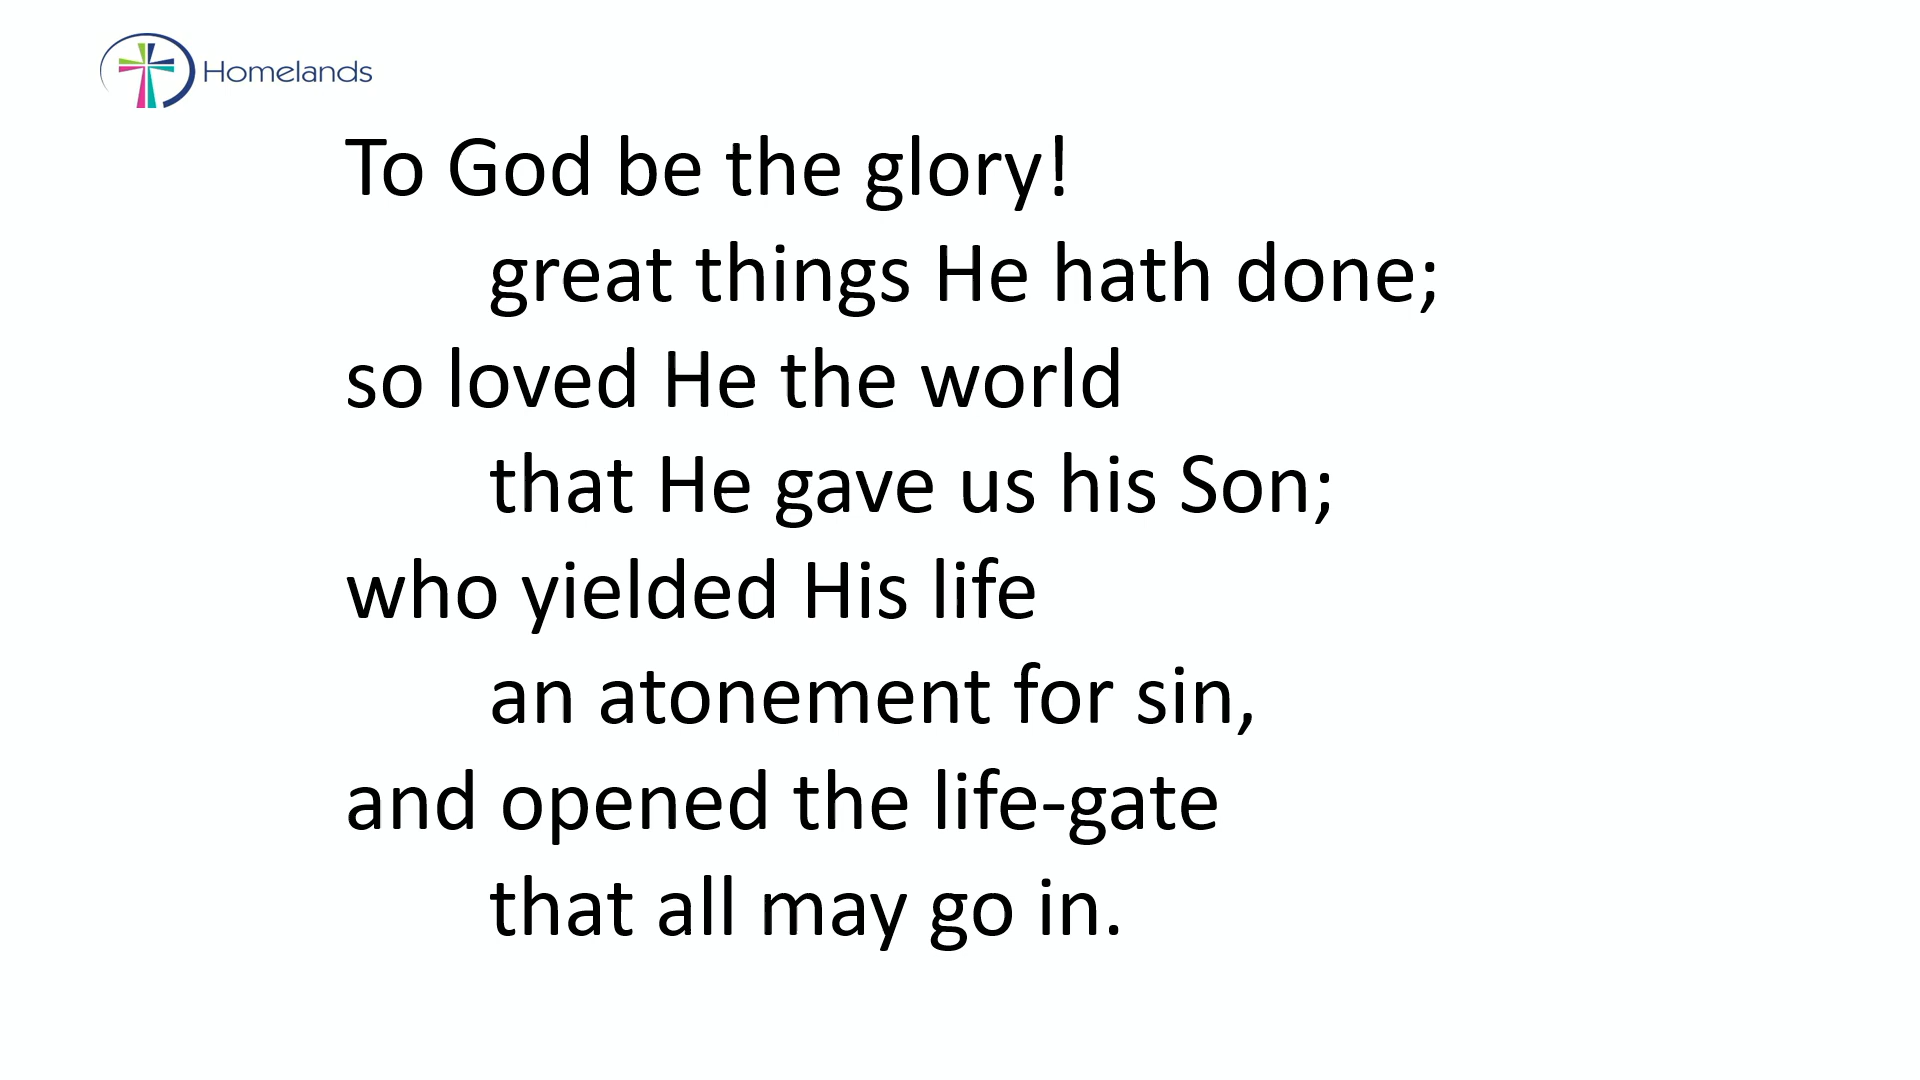 Homelands
To God be the glory!
great things He hath done;
so loved He the world
that He gave us his Son;
who yielded His life
an atonement for sin,
and opened the life-gate
that all may go in.